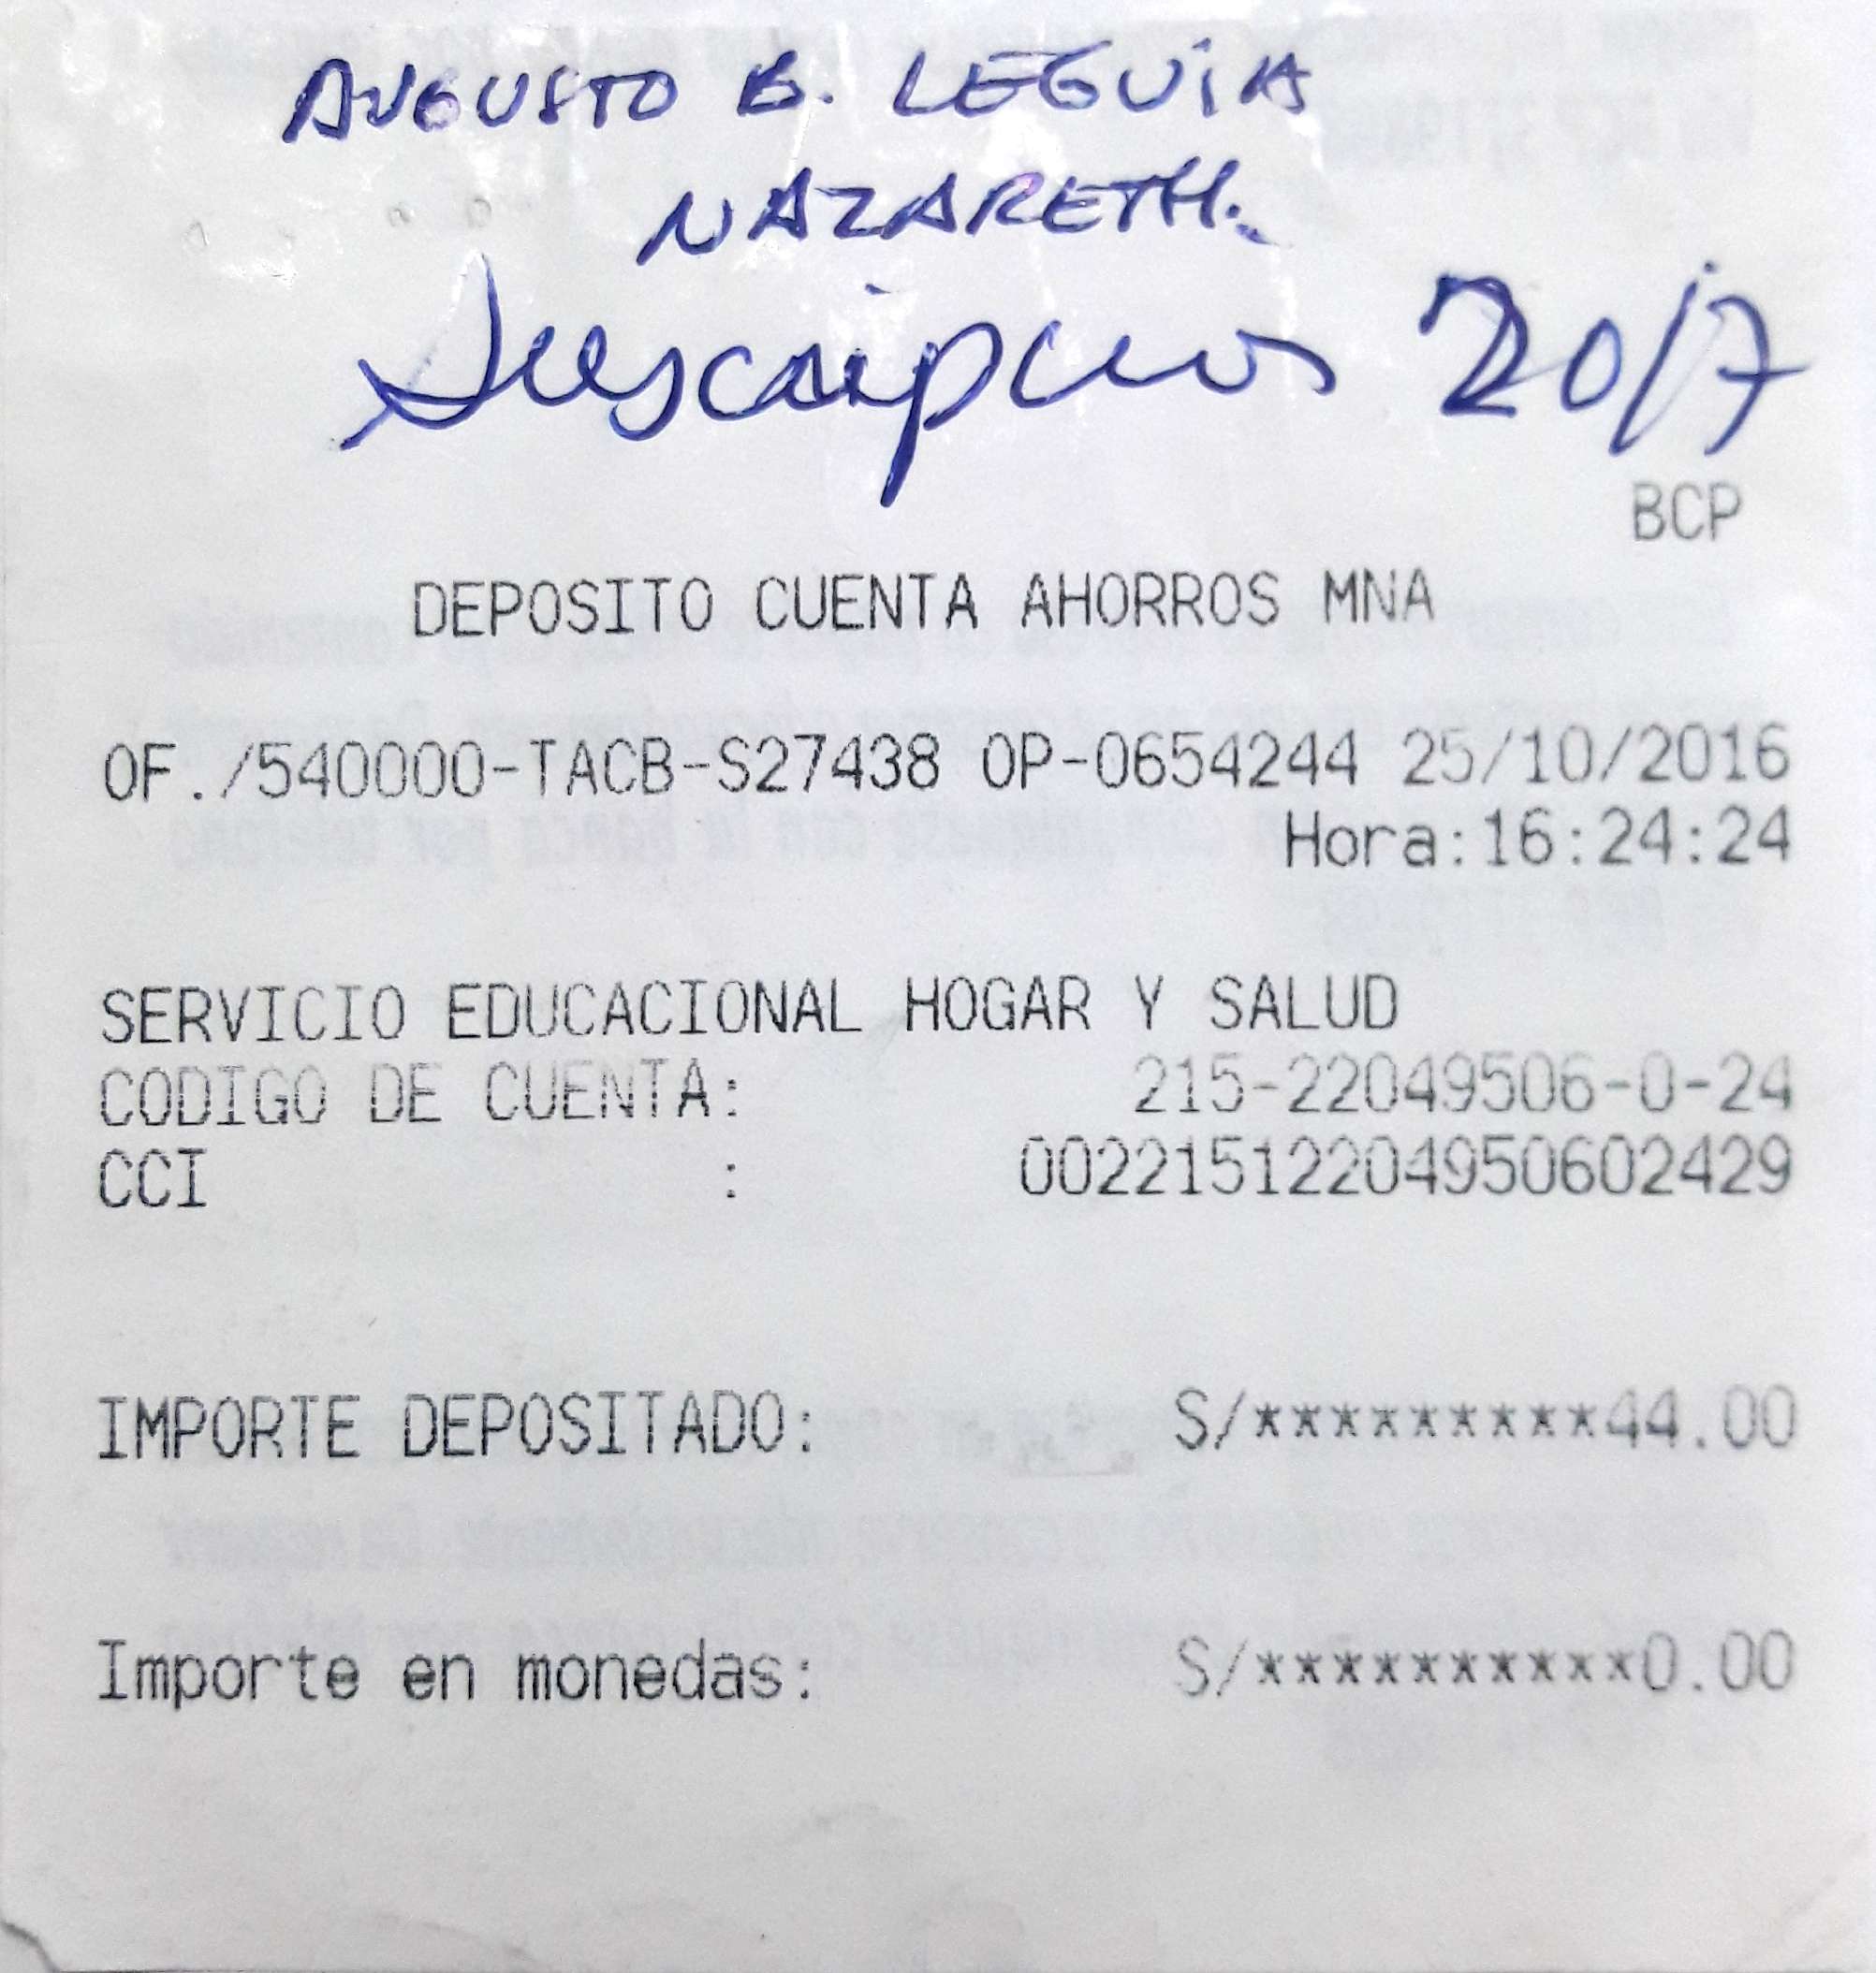 AUGUSTO B. LEGUÍA
NAZARETH.
Suscripcios 2017
BCP
DEPOSITO CUENTA AHORROS MNA
OF./540000-TACB-S27438 OP-0654244 25/10/2016
Hora:16:24:24
SERVICIO EDUCACIONAL HOGAR Y SALUD
CODIGO DE CUENTA: 215-22049506-0-24
CCI : 00221512204950602429
IMPORTE DEPOSITADO: S/*********44.00
Importe en monedas: S/**********0.00